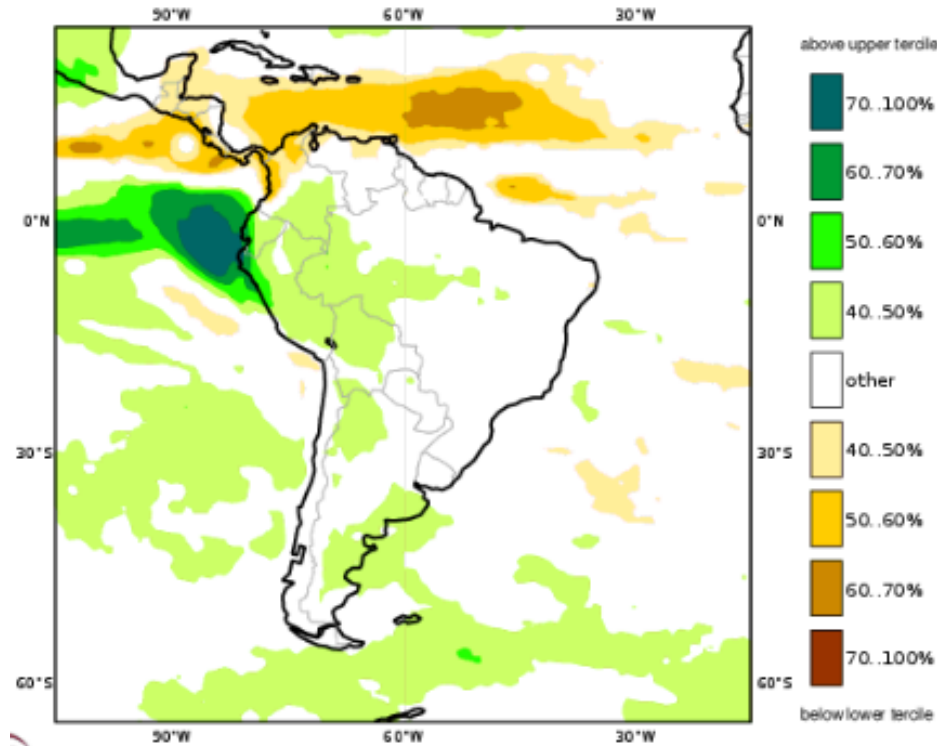 90°W 60°W 30°W
above upper tercile
70..100%
60..70%
0°N 0°N
50..60%
40..50%
other
40..50%
30°S 30°S
50..60%
60..70%
70..100%
60°S 60°S
below lower tercile
90°W 60°W 30°W